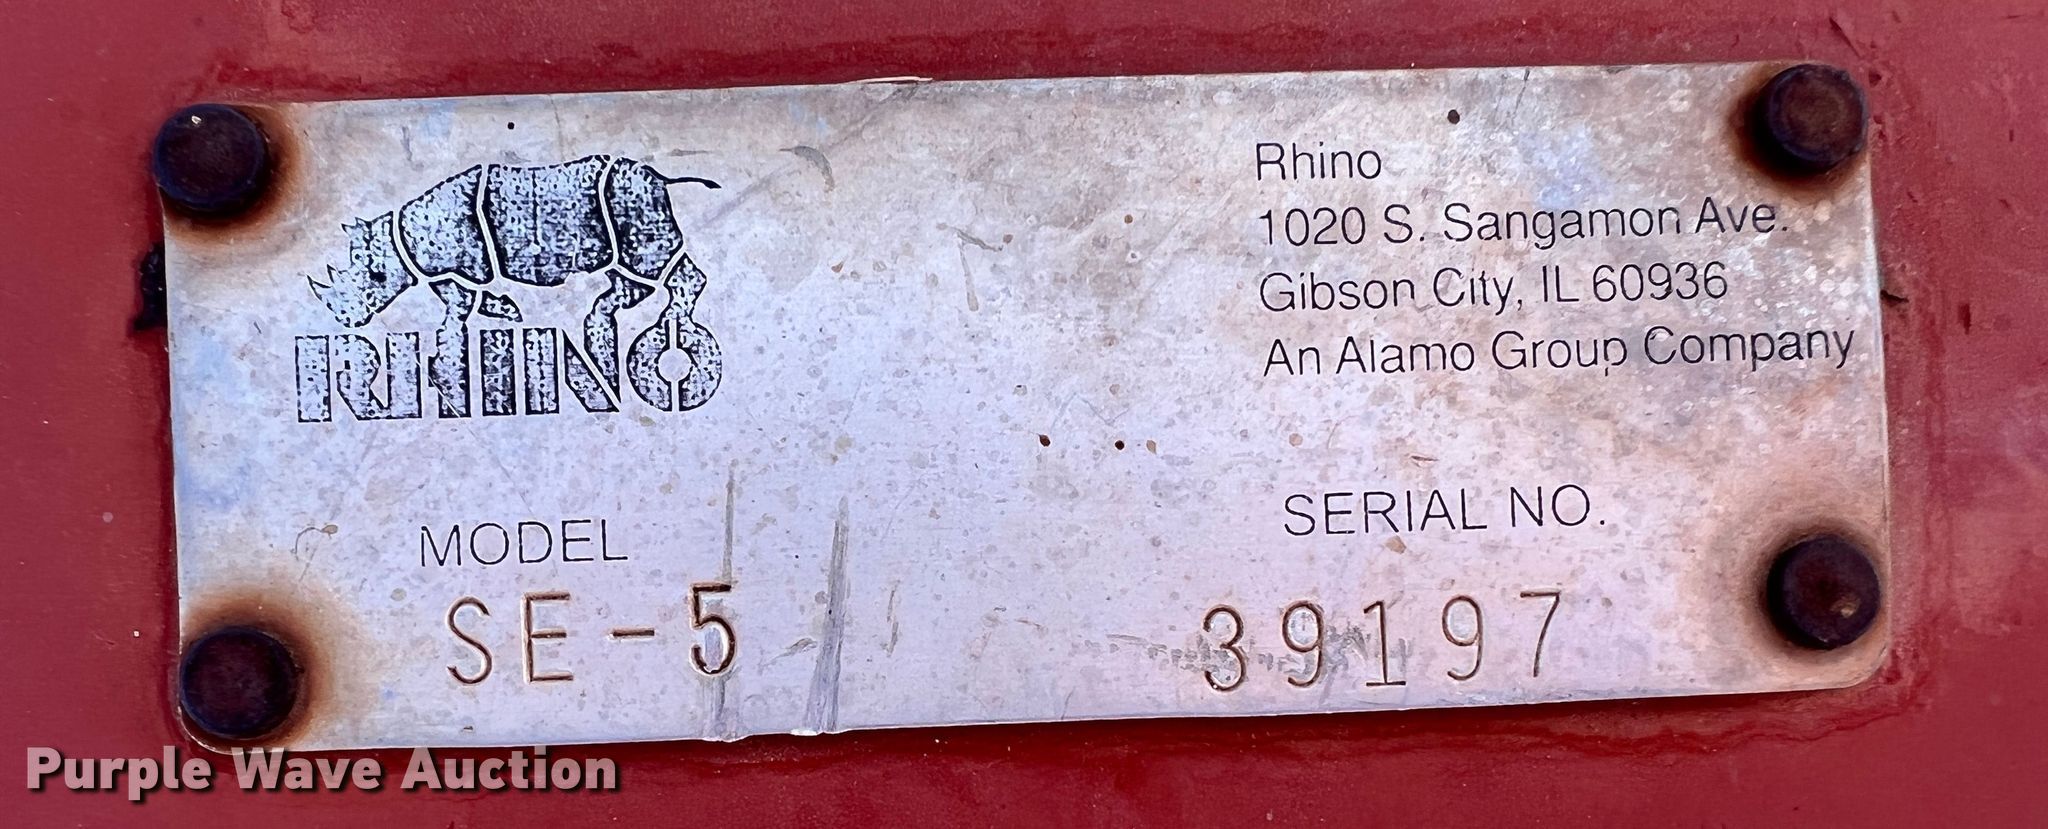 RHINO
Rhino
1020 S. Sangamon Ave.
Gibson City, IL 60936
An Alamo Group Company
MODEL
SE-5
SERIAL NO.
39197
Purple Wave Auction